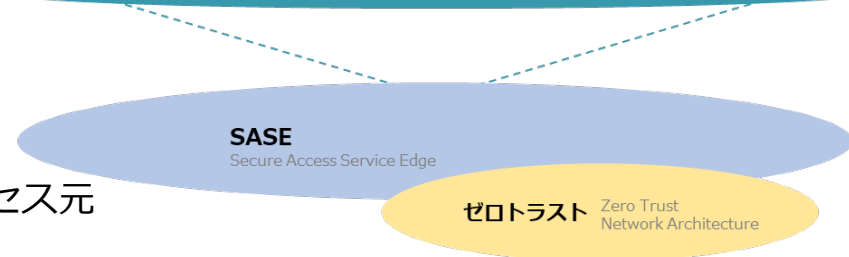 SASE
Secure Access Service Edge
セス元
ゼロトラスト
Zero Trust
Network Architecture